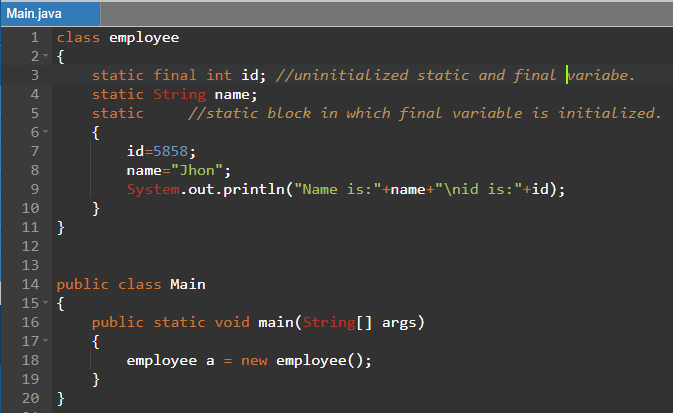 Main.java
1 class employee
2 {
3 static final int id; //uninitialized static and final variabe.
4 static String name;
5 static //static block in which final variable is initialized.
6 {
7 id=5858;
8 name="Jhon";
9 System.out.println("Name is:"+name+"\nid is:"+id);
10 }
11 }
12
13
14 public class Main
15 {
16 public static void main(String[] args)
17 {
18 employee a = new employee();
19 }
20 }